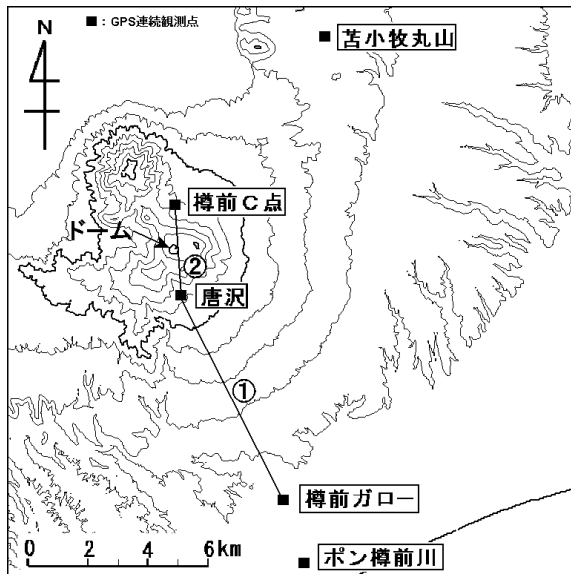 ■：GPS連続観測点
苫小牧丸山
N
樽前C点
ドーム
②
唐沢
①
樽前ガロー
0 2 4 6km
ポン樽前川